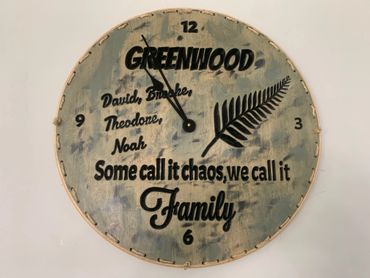 12
GREENWOOD
David, Brooke,
Theodore,
Noah
9
3
Some call it chaos, we call it
Family
6